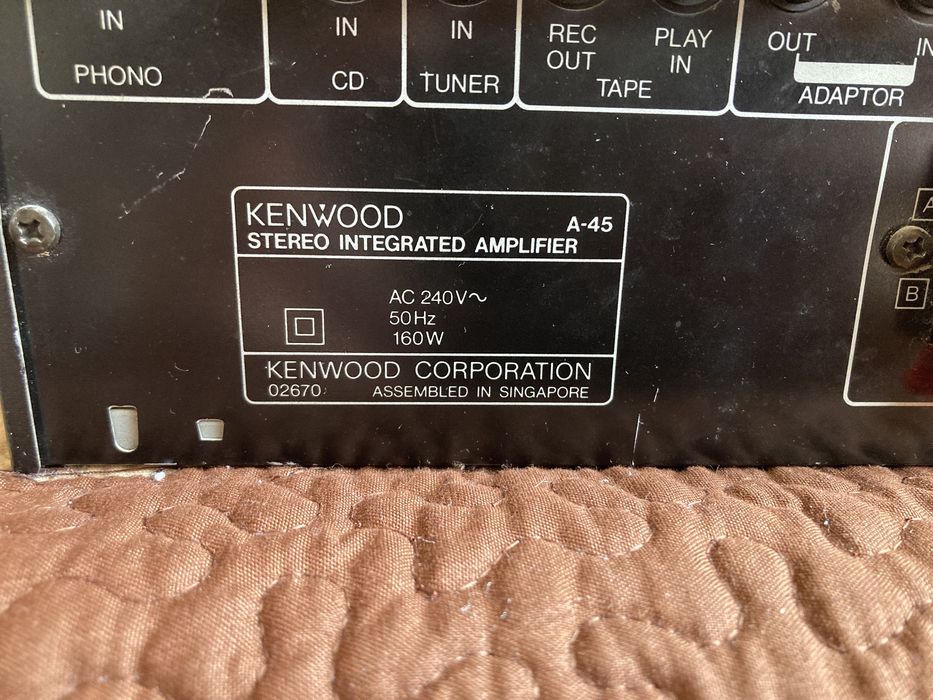 IN
PHONO
IN
CD
IN
TUNER
REC
OUT
PLAY
IN
TAPE
OUT
IN
ADAPTOR
KENWOOD
A-45
STEREO INTEGRATED AMPLIFIER
AC 240V~
50Hz
160W
KENWOOD CORPORATION
02670
ASSEMBLED IN SINGAPORE
A
B